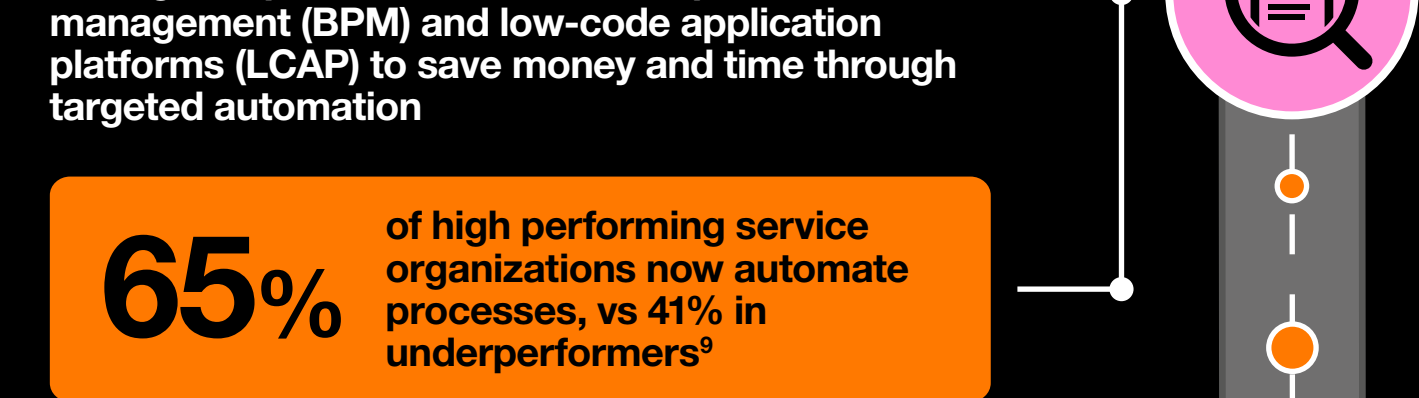 management (BPM) and low-code application
platforms (LCAP) to save money and time through
targeted automation
65%
of high performing service
organizations now automate
processes, vs 41% in
underperformers⁹